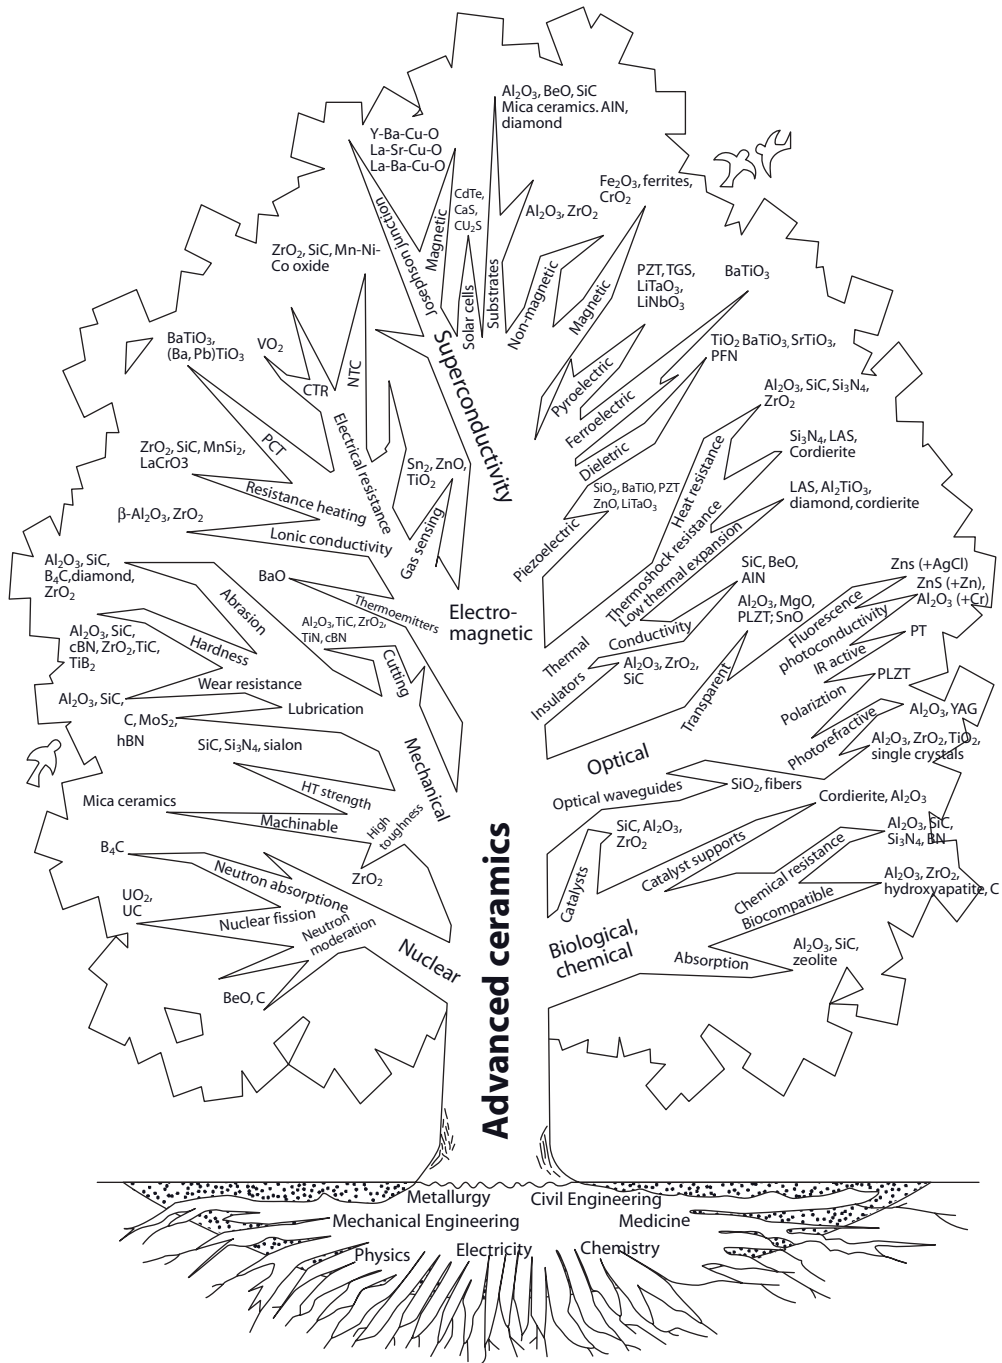 Al₂O₃, BeO, SiC
Mica ceramics. AlN,
diamond
Y-Ba-Cu-O
La-Sr-Cu-O
La-Ba-Cu-O
CdTe,
CaS,
CU₂S
Fe₂O₃, ferrites,
CrO₂
Al₂O₃, ZrO₂
Josephson junction
Magnetic
Solar cells
Substrates
Non-magnetic
Magnetic
ZrO₂, SiC, Mn-Ni-
Co oxide
PZT, TGS,
LiTaO₃,
LiNbO₃
BaTiO₃
BaTiO₃,
(Ba, Pb)TiO₃
VO₂
CTR
NTC
Superconductivity
Pyroelectric
Ferroelectric
Dieletric
TiO₂ BaTiO₃, SrTiO₃,
PFN
Al₂O₃, SiC, Si₃N₄,
ZrO₂
ZrO₂, SiC, MnSi₂,
LaCrO3
PCT
Electrical resistance
Sn₂, ZnO,
TiO₂
Si₃N₄, LAS,
Cordierite
SiO₂, BaTiO, PZT
ZnO, LiTaO₃
Heat resistance
LAS, Al₂TiO₃,
diamond, cordierite
Resistance heating
β-Al₂O₃, ZrO₂
Lonic conductivity
Gas sensing
Piezoelectric
Thermoshock resistance
Low thermal expansion
Al₂O₃, SiC,
B₄C,diamond,
ZrO₂
BaO
Thermoemitters
Electro-
magnetic
SiC, BeO,
AlN
Zns (+AgCl)
ZnS (+Zn),
Al₂O₃ (+Cr)
Abrasion
Al₂O₃, TiC, ZrO₂,
TiN, cBN
Thermal
Conductivity
Al₂O₃, MgO,
PLZT; SnO
Fluorescence
photoconductivity
Al₂O₃, SiC,
cBN, ZrO₂,TiC,
TiB₂
Hardness
Cutting
Insulators
Al₂O₃, ZrO₂,
SiC
Transparent
IR active
PT
Wear resistance
Al₂O₃, SiC,
Lubrication
Polariztion
PLZT
C, MoS₂,
hBN
SiC, Si₃N₄, sialon
Mechanical
Optical
Photorefractive
Al₂O₃, YAG
Al₂O₃, ZrO₂, TiO₂,
single crystals
HT strength
Mica ceramics
Machinable
High
toughness
Optical waveguides
SiO₂, fibers
Cordierite, Al₂O₃
B₄C
ZrO₂
SiC, Al₂O₃,
ZrO₂
Catalyst supports
Al₂O₃, SiC,
Si₃N₄, BN
Neutron absorptione
Catalysts
Chemical resistance
Al₂O₃, ZrO₂,
hydroxyapatite, C
UO₂,
UC
Nuclear fission
Neutron
moderation
Biocompatible
Nuclear
Biological,
chemical
Absorption
Al₂O₃, SiC,
zeolite
BeO, C
Advanced ceramics
Metallurgy
Civil Engineering
Mechanical Engineering
Medicine
Physics
Electricity
Chemistry